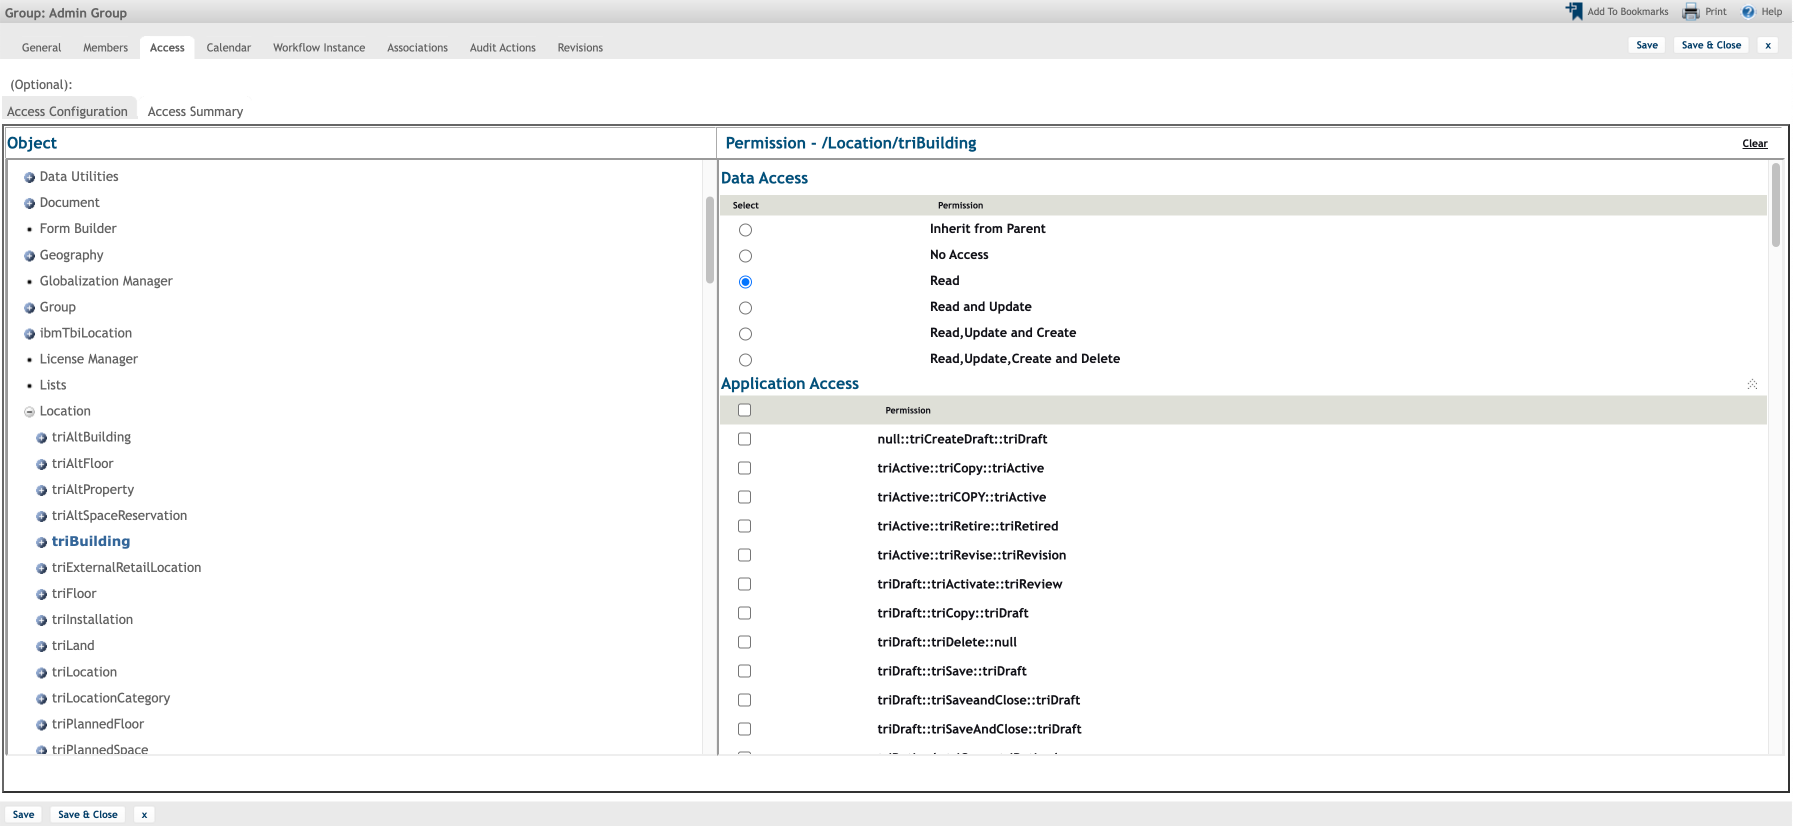 Group: Admin Group
Add To Bookmarks
Print
Help
General
Members
Access
Calendar
Workflow Instance
Associations
Audit Actions
Revisions
Save
Save & Close
x
(Optional):
Access Configuration
Access Summary
Object
Data Utilities
Document
Form Builder
Geography
Globalization Manager
Group
ibmTbiLocation
License Manager
Lists
Location
triAltBuilding
triAltFloor
triAltProperty
triAltSpaceReservation
triBuilding
triExternalRetailLocation
triFloor
triInstallation
triLand
triLocation
triLocationCategory
triPlannedFloor
triPlannedSpace
Permission - /Location/triBuilding
Clear
Data Access
Select Permission
Inherit from Parent
No Access
Read
Read and Update
Read,Update and Create
Read,Update,Create and Delete
Application Access
Permission
null::triCreateDraft::triDraft
triActive::triCopy::triActive
triActive::triCOPY::triActive
triActive::triRetire::triRetired
triActive::triRevise::triRevision
triDraft::triActivate::triReview
triDraft::triCopy::triDraft
triDraft::triDelete::null
triDraft::triSave::triDraft
triDraft::triSaveandClose::triDraft
triDraft::triSaveAndClose::triDraft
Save
Save & Close
x